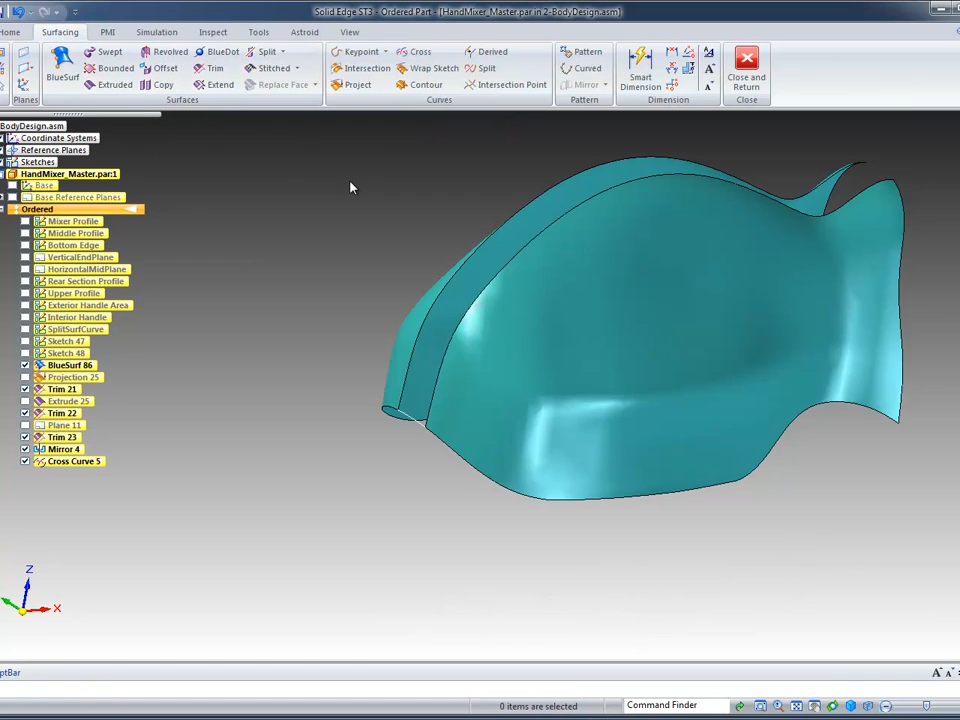 Solid Edge ST3 - Ordered Part - [HandMixer_Master.par in 2-BodyDesign.asm]
Home Surfacing PMI Simulation Inspect Tools Astroid View
Swept Revolved BlueDot Split Keypoint Cross Derived Pattern
BlueSurf Bounded Offset Trim Stitched Intersection Wrap Sketch Split Curved Smart Dimension Close and Return
Extruded Copy Extend Replace Face Project Contour Intersection Point Mirror
Planes Surfaces Curves Pattern Dimension Close
BodyDesign.asm
Coordinate Systems
Reference Planes
Sketches
HandMixer_Master.par:1
Base
Base Reference Planes
Ordered
Mixer Profile
Middle Profile
Bottom Edge
VerticalEndPlane
HorizontalMidPlane
Rear Section Profile
Upper Profile
Exterior Handle Area
Interior Handle
SplitSurfCurve
Sketch 47
Sketch 48
BlueSurf 86
Projection 25
Trim 21
Extrude 25
Trim 22
Plane 11
Trim 23
Mirror 4
Cross Curve 5
Z
X
ptBar
0 items are selected Command Finder